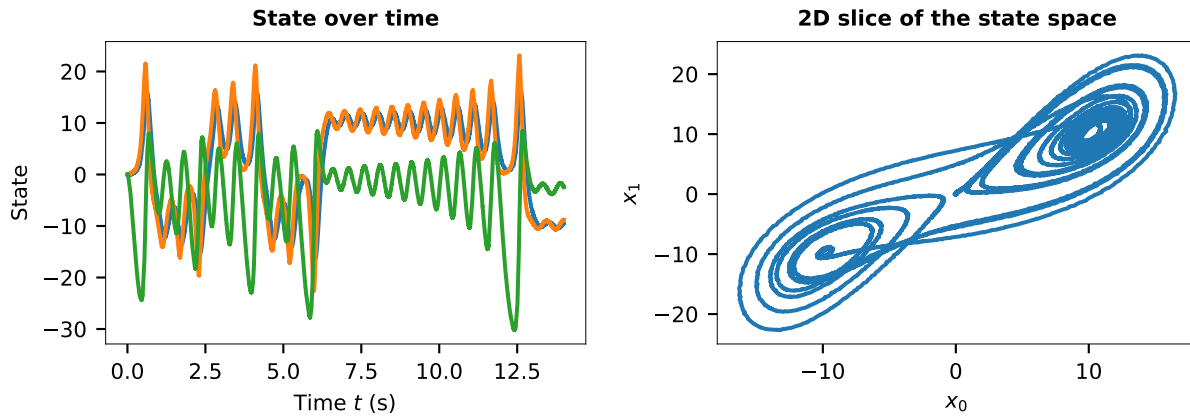 State over time
State
20
10
0
−10
−20
−30
0.0 2.5 5.0 7.5 10.0 12.5
Time t (s)
2D slice of the state space
x₁
20
10
0
−10
−20
−10 0 10
x₀